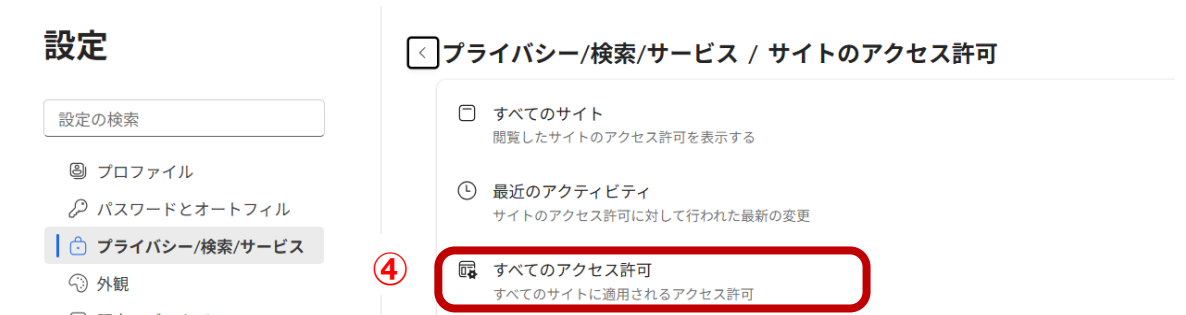 設定
設定の検索
プロファイル
パスワードとオートフィル
プライバシー/検索/サービス
外観
プライバシー/検索/サービス / サイトのアクセス許可
すべてのサイト
閲覧したサイトのアクセス許可を表示する
最近のアクティビティ
サイトのアクセス許可に対して行われた最新の変更
④
すべてのアクセス許可
すべてのサイトに適用されるアクセス許可